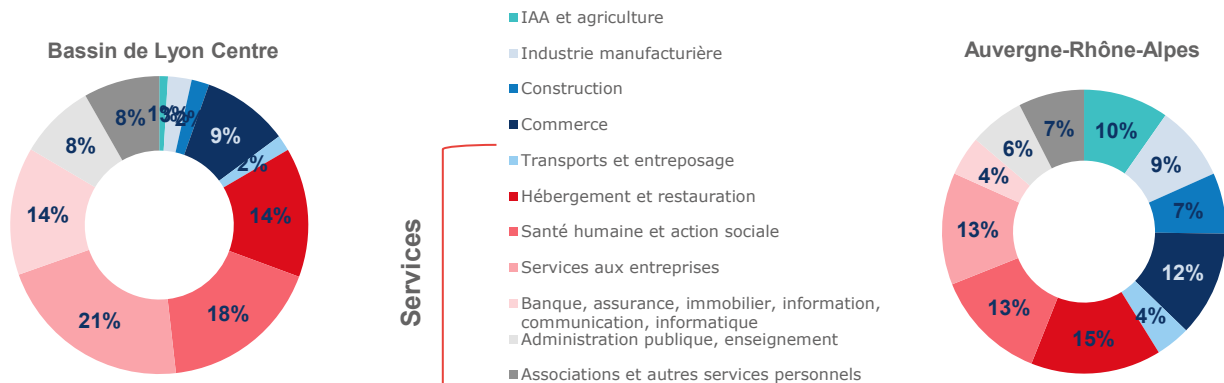 Bassin de Lyon Centre
1%
3%
2%
9%
2%
14%
18%
21%
14%
8%
8%
Services
IAA et agriculture
Industrie manufacturière
Construction
Commerce
Transports et entreposage
Hébergement et restauration
Santé humaine et action sociale
Services aux entreprises
Banque, assurance, immobilier, information,
communication, informatique
Administration publique, enseignement
Associations et autres services personnels
Auvergne-Rhône-Alpes
10%
9%
7%
12%
4%
15%
13%
13%
4%
6%
7%